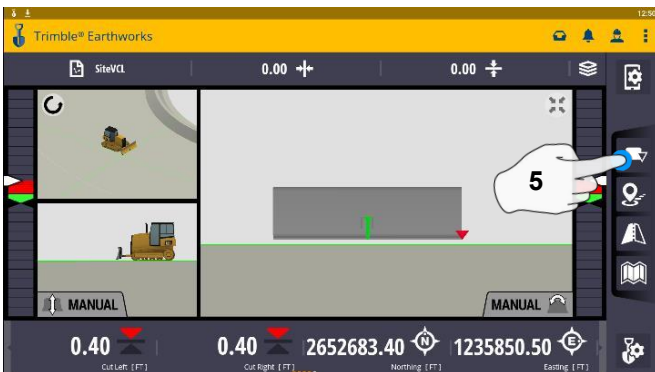 12:50
Trimble® Earthworks
SiteVCL 0.00 0.00
5
MANUAL MANUAL
0.40 0.40 2652683.40 N 1235850.50 E
Cut Left [FT] Cut Right [FT] Northing [FT] Easting [FT]